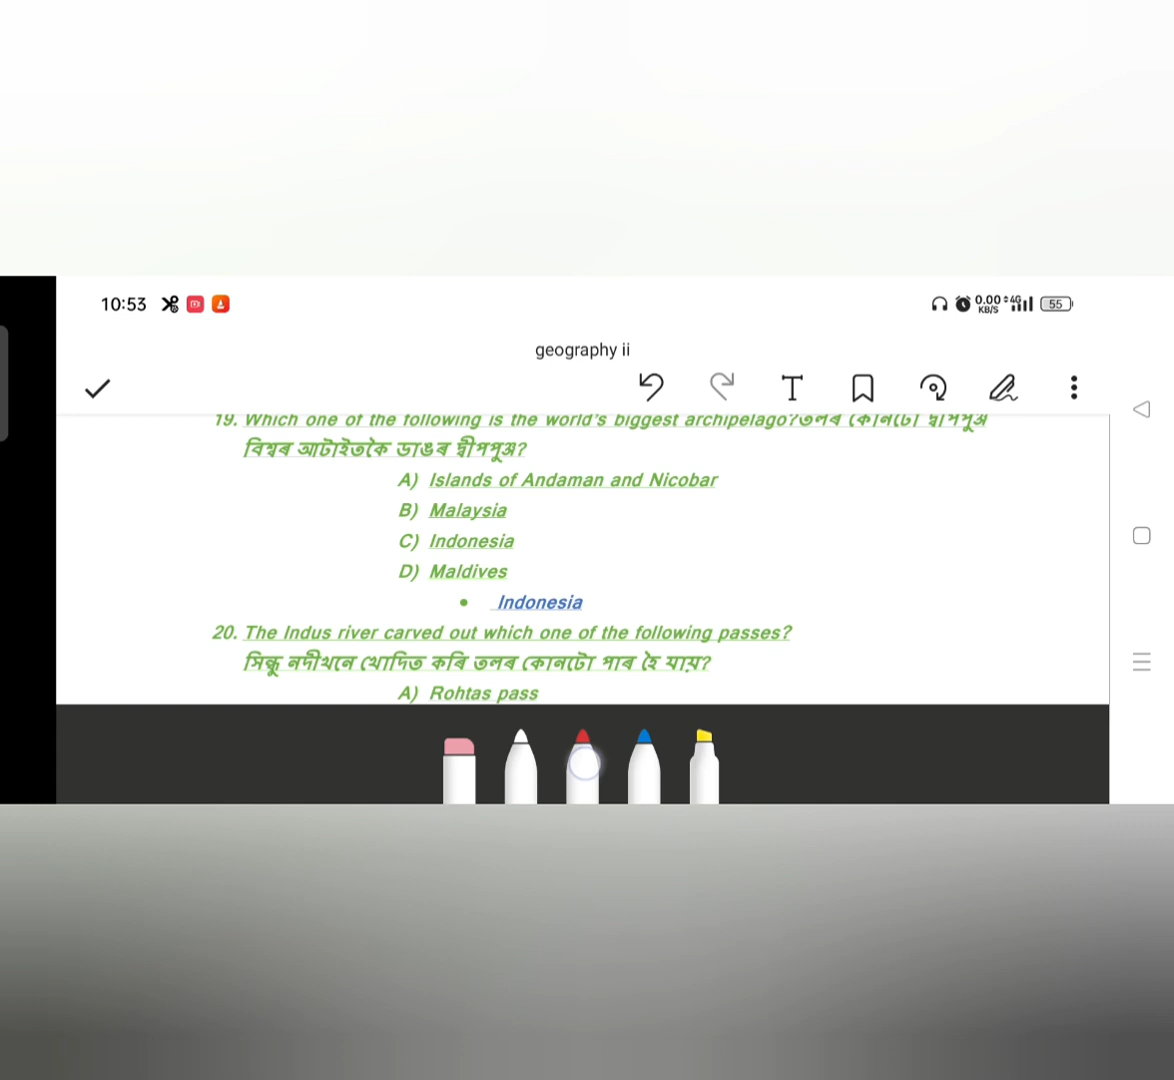 10:53
0.00 KB/S 4G 55
geography ii
19. Which one of the following is the world's biggest archipelago?তলৰ কোনটো দ্বীপপুঞ্জ
বিশ্বৰ আটাইতকৈ ডাঙৰ দ্বীপপুঞ্জ?
A) Islands of Andaman and Nicobar
B) Malaysia
C) Indonesia
D) Maldives
• Indonesia
20. The Indus river carved out which one of the following passes?
সিন্ধু নদীখনে খোদিত কৰি তলৰ কোনটো পাৰ হৈ যায়?
A) Rohtas pass